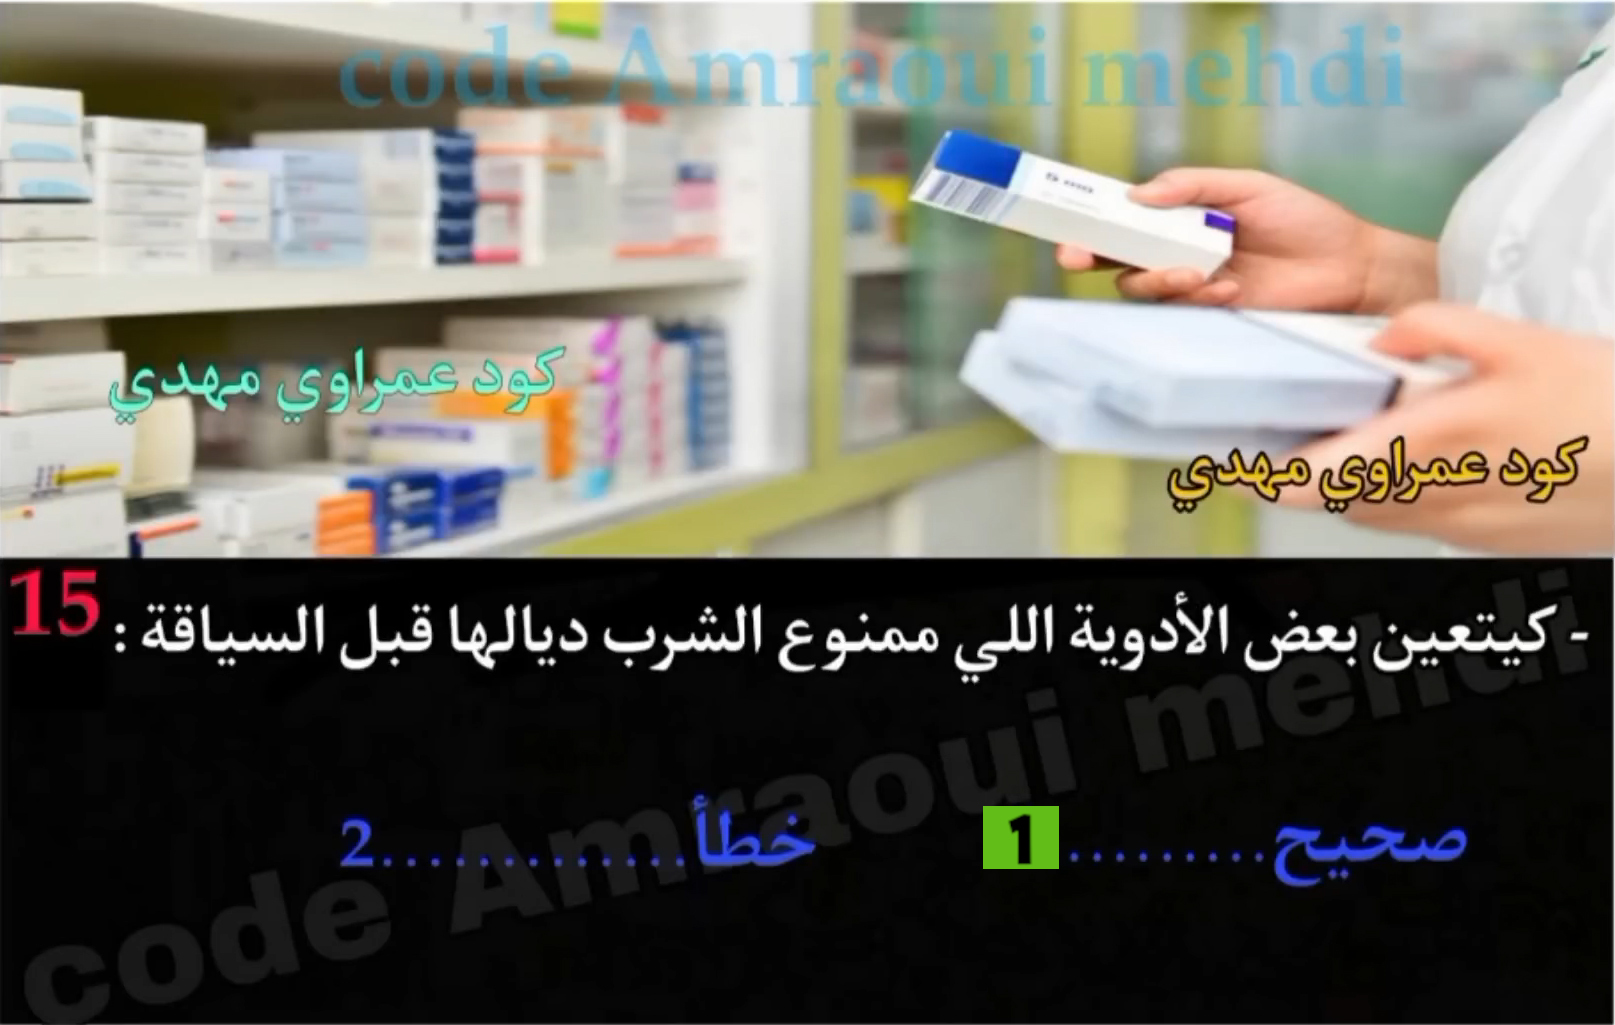 code Amraoui mehdi
كود عمراوي مهدي
كود عمراوي مهدي
15
- كيتعين بعض الأدوية اللي ممنوع الشرب ديالها قبل السياقة :
صحيح.........1
خطأ.............2
code Amraoui mehdi